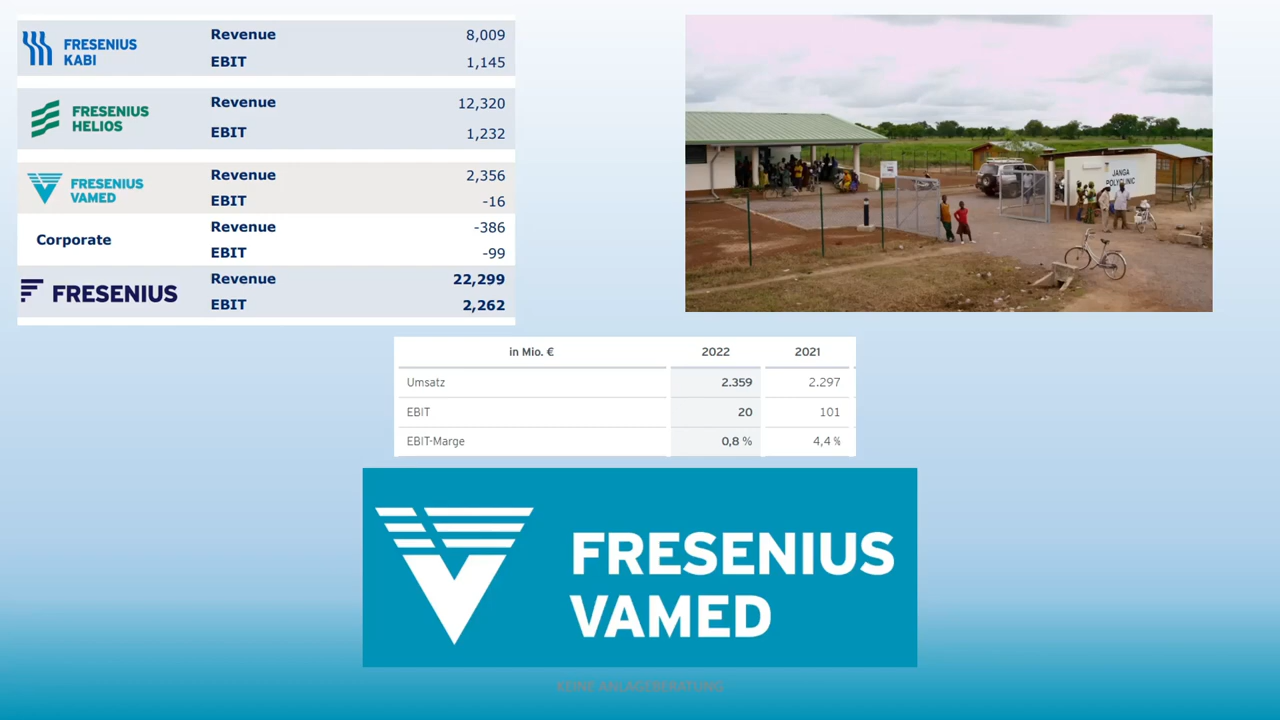 FRESENIUS
KABI
Revenue 8,009
EBIT 1,145
FRESENIUS
HELIOS
Revenue 12,320
EBIT 1,232
FRESENIUS
VAMED
Revenue 2,356
EBIT -16
Corporate
Revenue -386
EBIT -99
FRESENIUS
Revenue 22,299
EBIT 2,262
JANGA
POLYCLINIC
in Mio. € 2022 2021
Umsatz 2.359 2.297
EBIT 20 101
EBIT-Marge 0,8 % 4,4 %
FRESENIUS
VAMED
KEINE ANLAGEBERATUNG